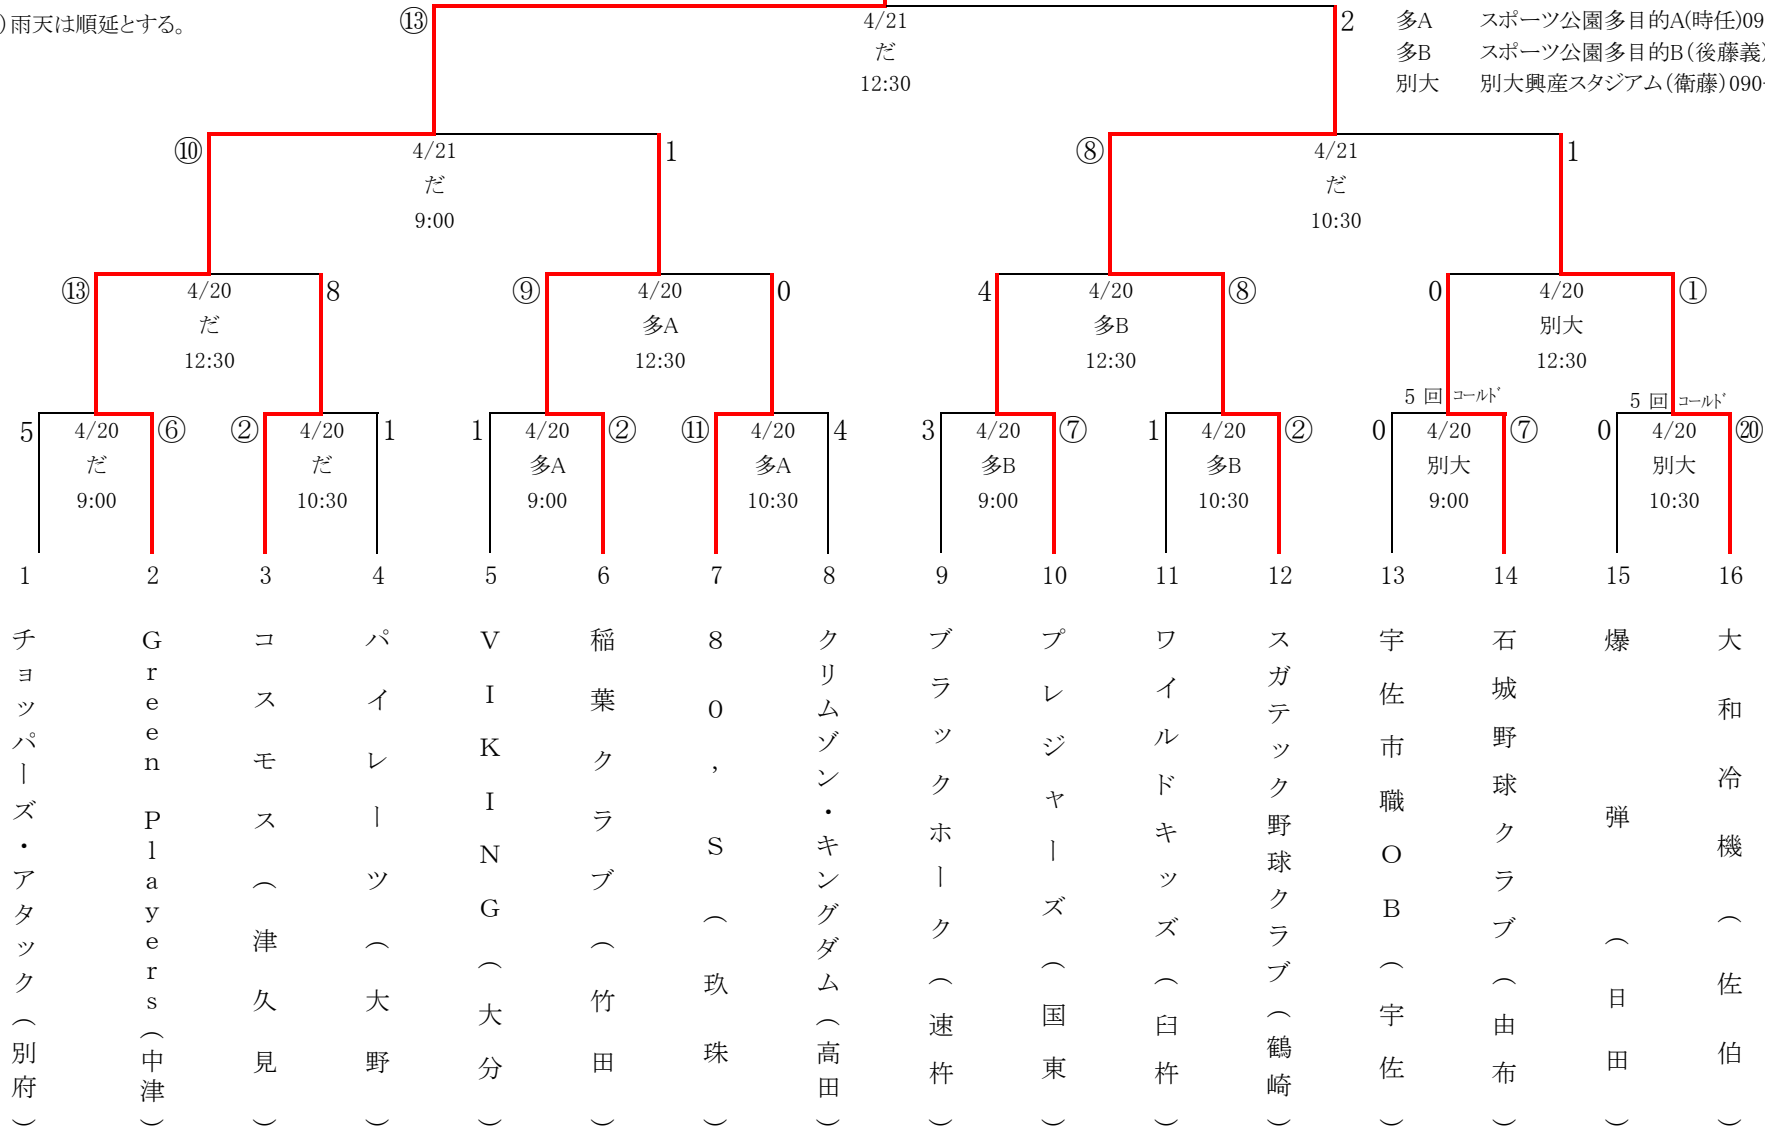 )雨天は順延とする。
⑬ 4/21 2
だ
12:30
多A スポーツ公園多目的A(時任)09
多B スポーツ公園多目的B(後藤義)
別大 別大興産スタジアム(衛藤)090-
⑩ 4/21 1
だ
9:00
⑧ 4/21 1
だ
10:30
⑬ 4/20 8
だ
12:30
⑨ 4/20 0
多A
12:30
4 4/20 ⑧
多B
12:30
0 4/20 ①
別大
12:30
5 4/20 ⑥
だ
9:00
② 4/20 1
だ
10:30
1 4/20 ②
多A
9:00
⑪ 4/20 4
多A
10:30
3 4/20 ⑦
多B
9:00
1 4/20 ②
多B
10:30
5回コールド
0 4/20 ⑦
別大
9:00
5回コールド
0 4/20 ⑳
別大
10:30
1 チョッパーズ・アタック(別府)
2 Green Players(中津)
3 コスモス(津久見)
4 パイレーツ(大野)
5 VIKING(大分)
6 稲葉クラブ(竹田)
7 80,S(玖珠)
8 クリムゾン・キングダム(高田)
9 ブラックホーク(速杵)
10 プレジャーズ(国東)
11 ワイルドキッズ(臼杵)
12 スガテック野球クラブ(鶴崎)
13 宇佐市職OB(宇佐)
14 石城野球クラブ(由布)
15 爆弾(日田)
16 大和冷機(佐伯)